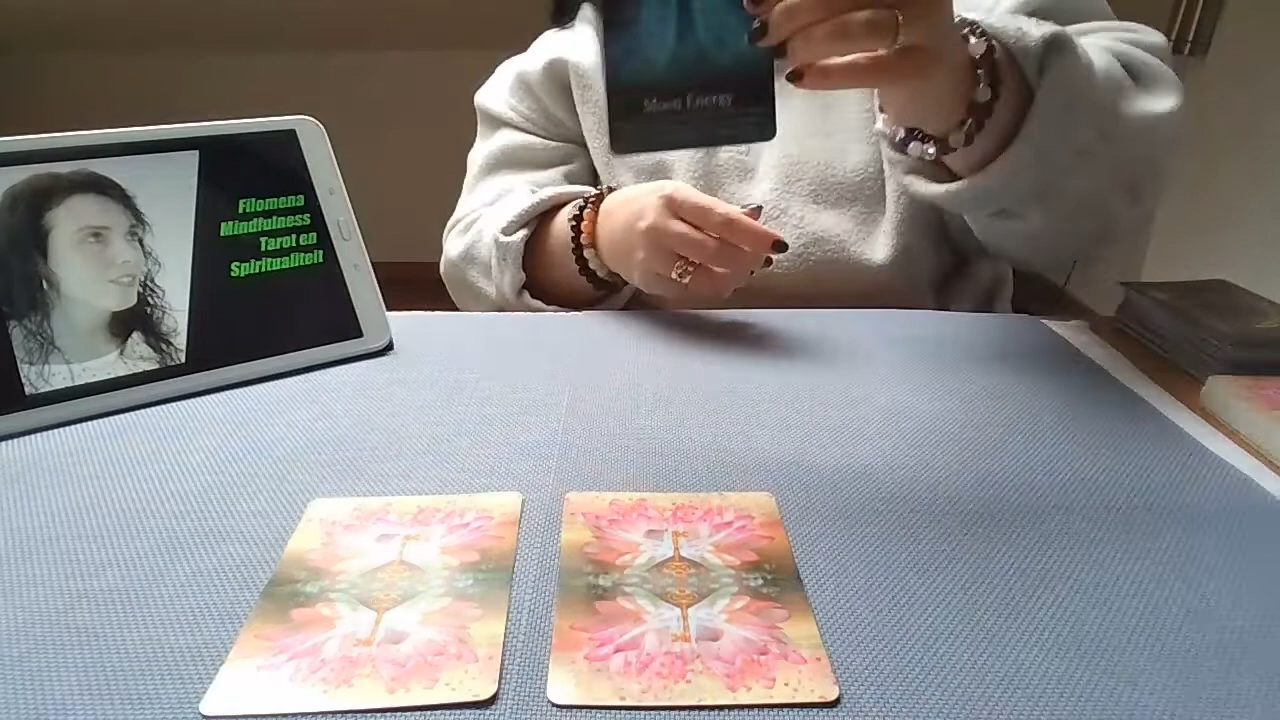 Filomena
Mindfulness
Tarot en
Spiritualiteit
Moon Energy